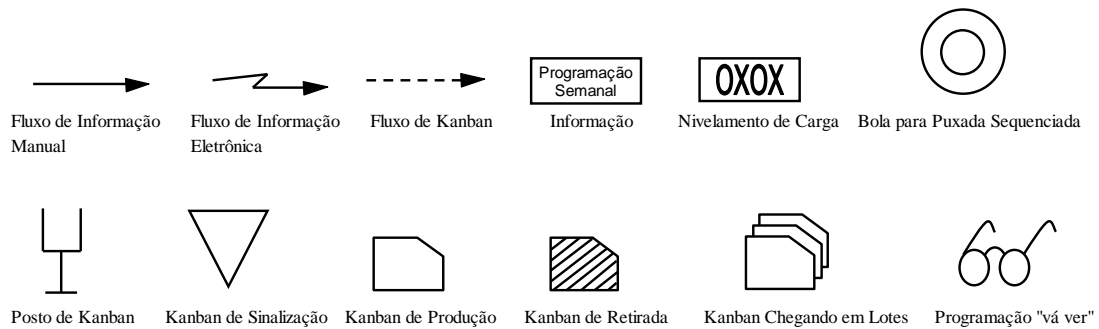 Programação
Semanal
OXOX
Fluxo de Informação
Manual
Fluxo de Informação
Eletrônica
Fluxo de Kanban
Informação
Nivelamento de Carga
Bola para Puxada Sequenciada
Posto de Kanban
Kanban de Sinalização
Kanban de Produção
Kanban de Retirada
Kanban Chegando em Lotes
Programação "vá ver"